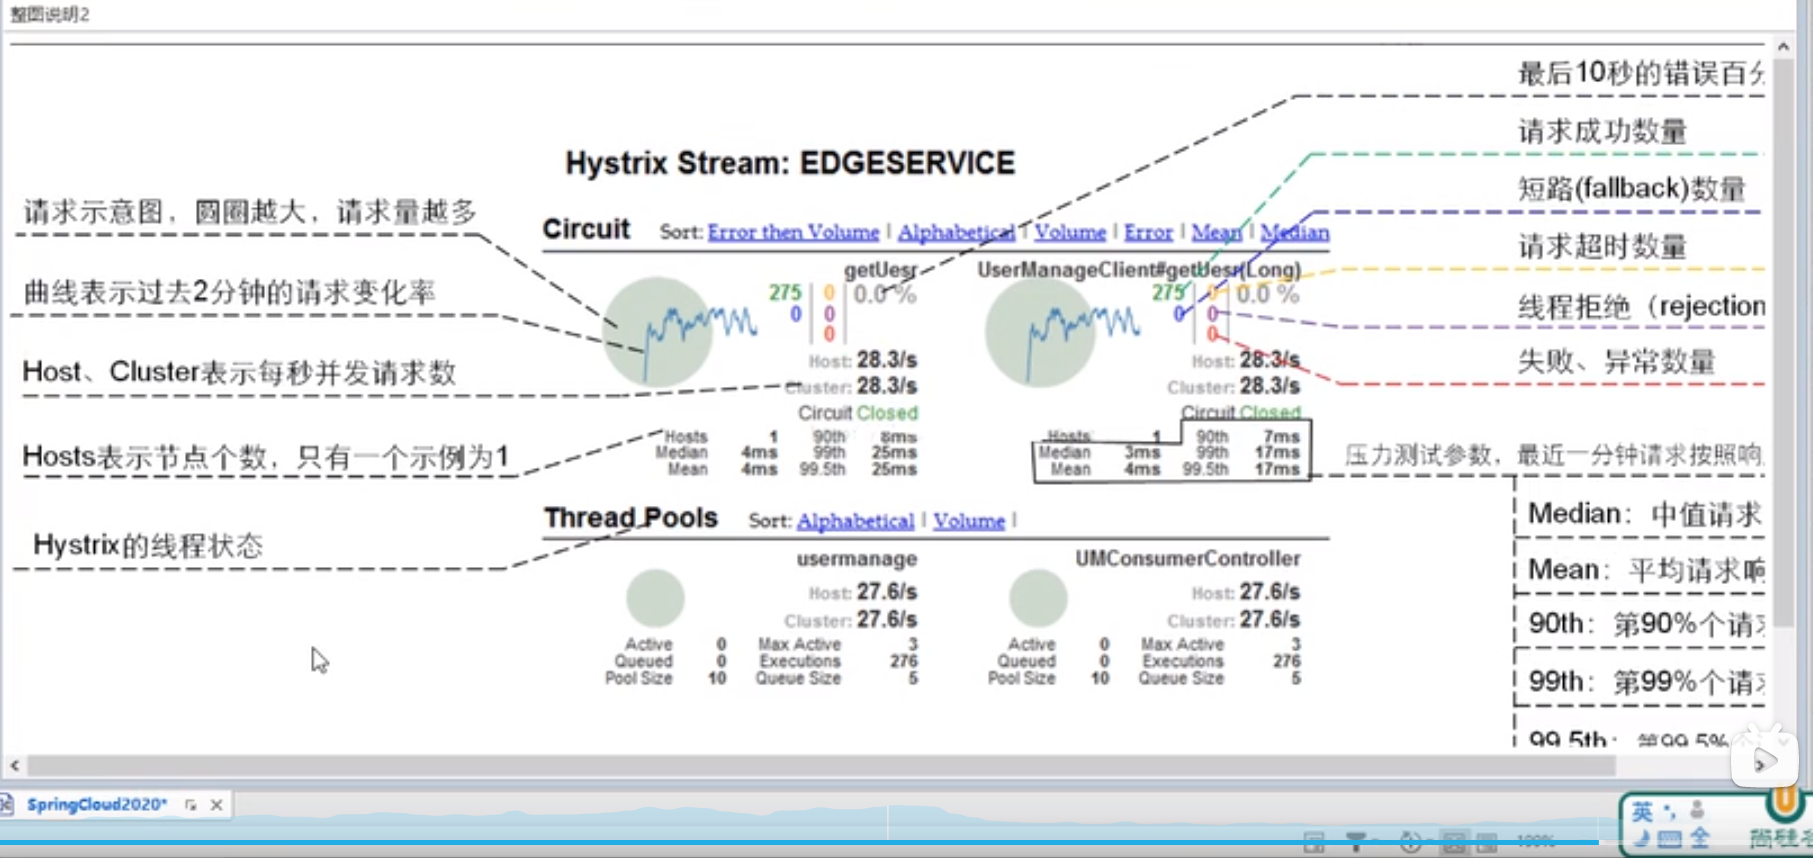 整图说明2
最后10秒的错误百
请求成功数量
Hystrix Stream: EDGESERVICE
短路(fallback)数量
请求示意图，圆圈越大，请求量越多
Circuit Sort: Error then Volume | Alphabetical | Volume | Error | Mean | Median
请求超时数量
getUesr UserManageClient#getUesr(Long)
曲线表示过去2分钟的请求变化率
275 0 0.0 % 275 0 0.0 %
0 0 0 0
线程拒绝（rejection
0 0
Host: 28.3/s Host: 28.3/s
失败、异常数量
Host、Cluster表示每秒并发请求数
Cluster: 28.3/s Cluster: 28.3/s
Circuit Closed Circuit Closed
Hosts 1 90th 8ms Hosts 1 90th 7ms
Median 4ms 99th 25ms Median 3ms 99th 17ms
Mean 4ms 99.5th 25ms Mean 4ms 99.5th 17ms
Hosts表示节点个数，只有一个示例为1
压力测试参数，最近一分钟请求按照响
Median：中值请求
Thread Pools Sort: Alphabetical | Volume |
Hystrix的线程状态
usermanage UMConsumerController
Mean：平均请求响
Host: 27.6/s Host: 27.6/s
Cluster: 27.6/s Cluster: 27.6/s
90th：第90%个请
Active 0 Max Active 3 Active 0 Max Active 3
Queued 0 Executions 276 Queued 0 Executions 276
Pool Size 10 Queue Size 5 Pool Size 10 Queue Size 5
99th：第99%个请
99.5th：第99.5%个
SpringCloud2020*
英
全
100%
尚硅